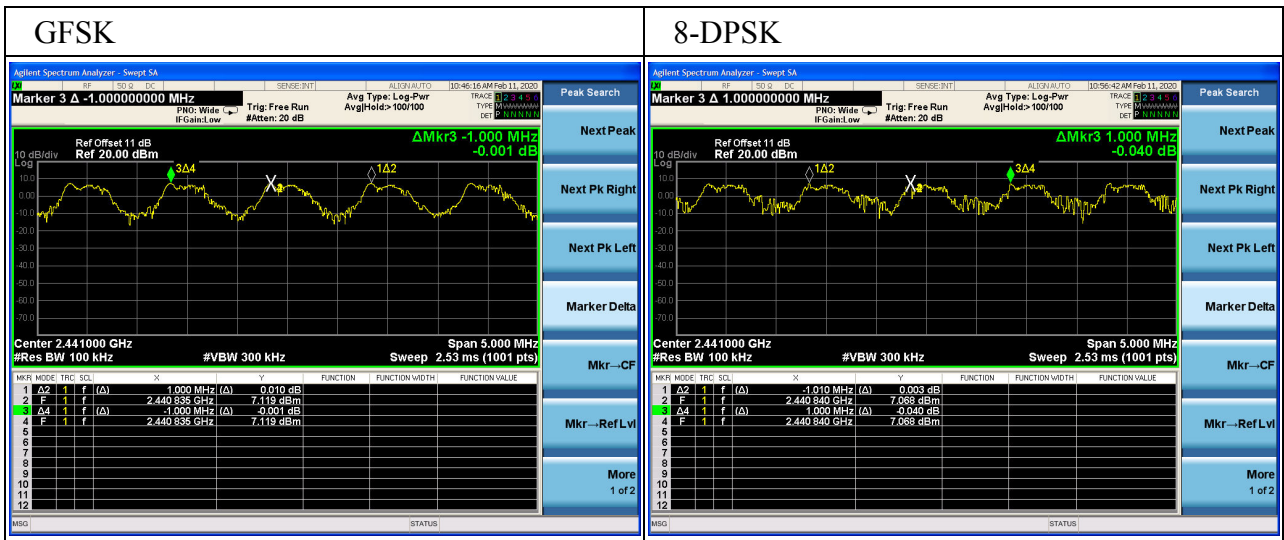 GFSK
Agilent Spectrum Analyzer - Swept SA
RF 50 Ω DC SENSE:INT ALIGN AUTO 10:46:16 AM Feb 11, 2020
Marker 3 Δ -1.000000000 MHz
PNO: Wide
IFGain:Low
Trig: Free Run
#Atten: 20 dB
Avg Type: Log-Pwr
Avg|Hold:> 100/100
TRACE 1 2 3 4 5 6
TYPE M
DET P N N N N N
Peak Search
ΔMkr3 -1.000 MHz
-0.001 dB
Ref Offset 11 dB
10 dB/div Ref 20.00 dBm
Log
3Δ4
1Δ2
10.0
0.00
-10.0
-20.0
-30.0
-40.0
-50.0
-60.0
-70.0
Center 2.441000 GHz Span 5.000 MHz
#Res BW 100 kHz #VBW 300 kHz Sweep 2.53 ms (1001 pts)
MKR MODE TRC SCL X Y FUNCTION FUNCTION WIDTH FUNCTION VALUE
1 Δ2 1 f (Δ) 1.000 MHz (Δ) 0.010 dB
2 F 1 f 2.440 835 GHz 7.119 dBm
3 Δ4 1 f (Δ) -1.000 MHz (Δ) -0.001 dB
4 F 1 f 2.440 835 GHz 7.119 dBm
5
6
7
8
9
10
11
12
MSG STATUS
Next Peak
Next Pk Right
Next Pk Left
Marker Delta
Mkr→CF
Mkr→Ref Lvl
More
1 of 2
8-DPSK
Agilent Spectrum Analyzer - Swept SA
RF 50 Ω DC SENSE:INT ALIGN AUTO 10:56:42 AM Feb 11, 2020
Marker 3 Δ 1.000000000 MHz
PNO: Wide
IFGain:Low
Trig: Free Run
#Atten: 20 dB
Avg Type: Log-Pwr
Avg|Hold:> 100/100
TRACE 1 2 3 4 5 6
TYPE M
DET P N N N N N
Peak Search
ΔMkr3 1.000 MHz
-0.040 dB
Ref Offset 11 dB
10 dB/div Ref 20.00 dBm
Log
1Δ2
3Δ4
10.0
0.00
-10.0
-20.0
-30.0
-40.0
-50.0
-60.0
-70.0
Center 2.441000 GHz Span 5.000 MHz
#Res BW 100 kHz #VBW 300 kHz Sweep 2.53 ms (1001 pts)
MKR MODE TRC SCL X Y FUNCTION FUNCTION WIDTH FUNCTION VALUE
1 Δ2 1 f (Δ) -1.010 MHz (Δ) 0.003 dB
2 F 1 f 2.440 840 GHz 7.068 dBm
3 Δ4 1 f (Δ) 1.000 MHz (Δ) -0.040 dB
4 F 1 f 2.440 840 GHz 7.068 dBm
5
6
7
8
9
10
11
12
MSG STATUS
Next Peak
Next Pk Right
Next Pk Left
Marker Delta
Mkr→CF
Mkr→Ref Lvl
More
1 of 2